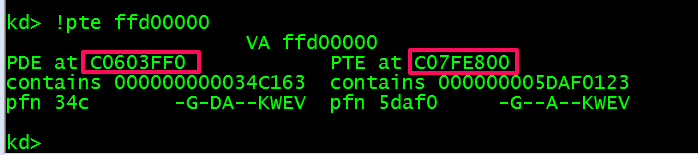 kd> !pte ffd00000
VA ffd00000
PDE at C0603FF0 PTE at C07FE800
contains 000000000034C163 contains 000000005DAF0123
pfn 34c -G-DA--KWEV pfn 5daf0 -G--A--KWEV
kd>